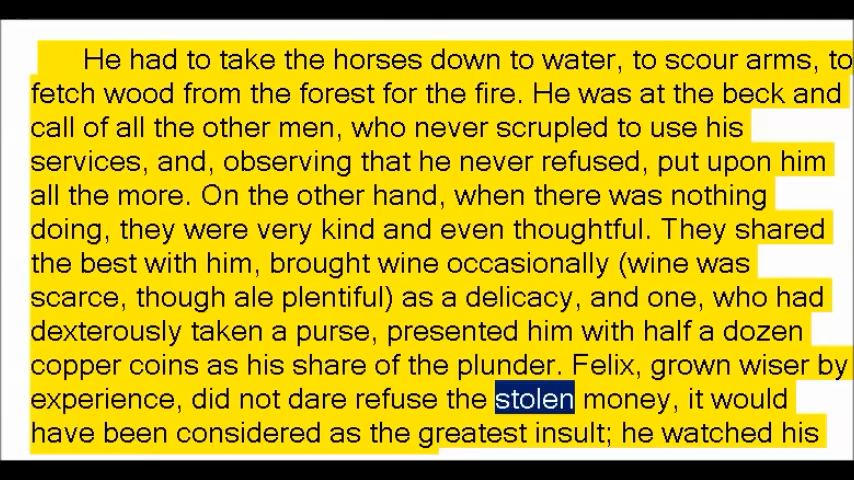 He had to take the horses down to water, to scour arms, to
fetch wood from the forest for the fire. He was at the beck and
call of all the other men, who never scrupled to use his
services, and, observing that he never refused, put upon him
all the more. On the other hand, when there was nothing
doing, they were very kind and even thoughtful. They shared
the best with him, brought wine occasionally (wine was
scarce, though ale plentiful) as a delicacy, and one, who had
dexterously taken a purse, presented him with half a dozen
copper coins as his share of the plunder. Felix, grown wiser by
experience, did not dare refuse the stolen money, it would
have been considered as the greatest insult; he watched his